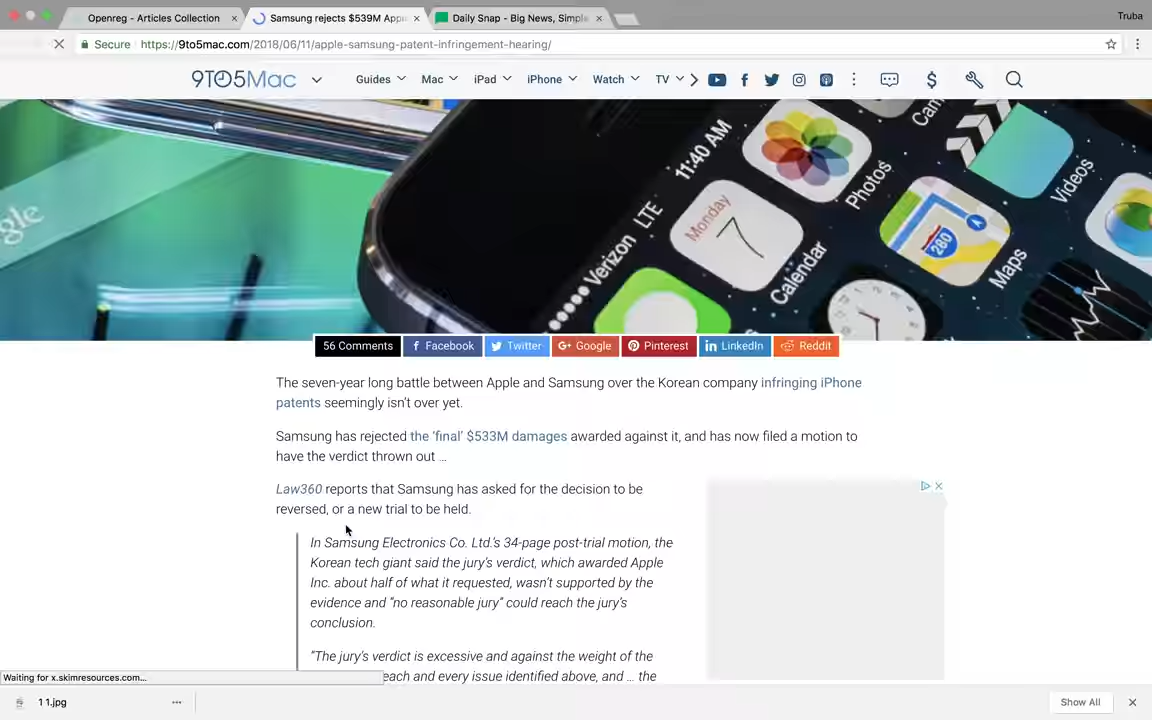 Openreg - Articles Collection
Samsung rejects $539M Appl
Daily Snap - Big News, Simple
Truba
Secure https://9to5mac.com/2018/06/11/apple-samsung-patent-infringement-hearing/
9TO5Mac Guides Mac iPad iPhone Watch TV
gle
Verizon LTE 11:40 AM
Monday
7
Calendar
Photos
280
Maps
Videos
Cam
56 Comments Facebook Twitter Google Pinterest LinkedIn Reddit
The seven-year long battle between Apple and Samsung over the Korean company infringing iPhone
patents seemingly isn't over yet.
Samsung has rejected the 'final' $533M damages awarded against it, and has now filed a motion to
have the verdict thrown out …
Law360 reports that Samsung has asked for the decision to be
reversed, or a new trial to be held.
In Samsung Electronics Co. Ltd.'s 34-page post-trial motion, the
Korean tech giant said the jury's verdict, which awarded Apple
Inc. about half of what it requested, wasn't supported by the
evidence and "no reasonable jury" could reach the jury's
conclusion.
"The jury's verdict is excessive and against the weight of the
each and every issue identified above, and … the
Waiting for x.skimresources.com...
1 1.jpg
Show All